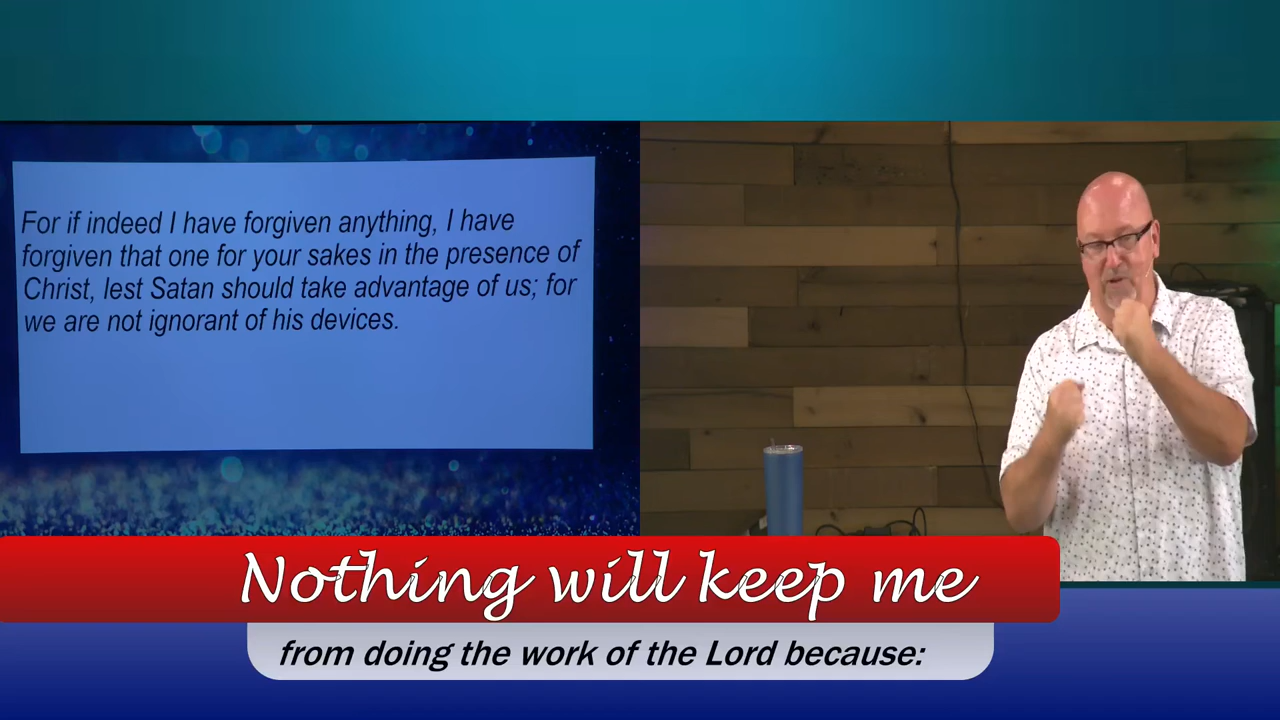 For if indeed I have forgiven anything, I have
forgiven that one for your sakes in the presence of
Christ, lest Satan should take advantage of us; for
we are not ignorant of his devices.
Nothing will keep me
from doing the work of the Lord because: